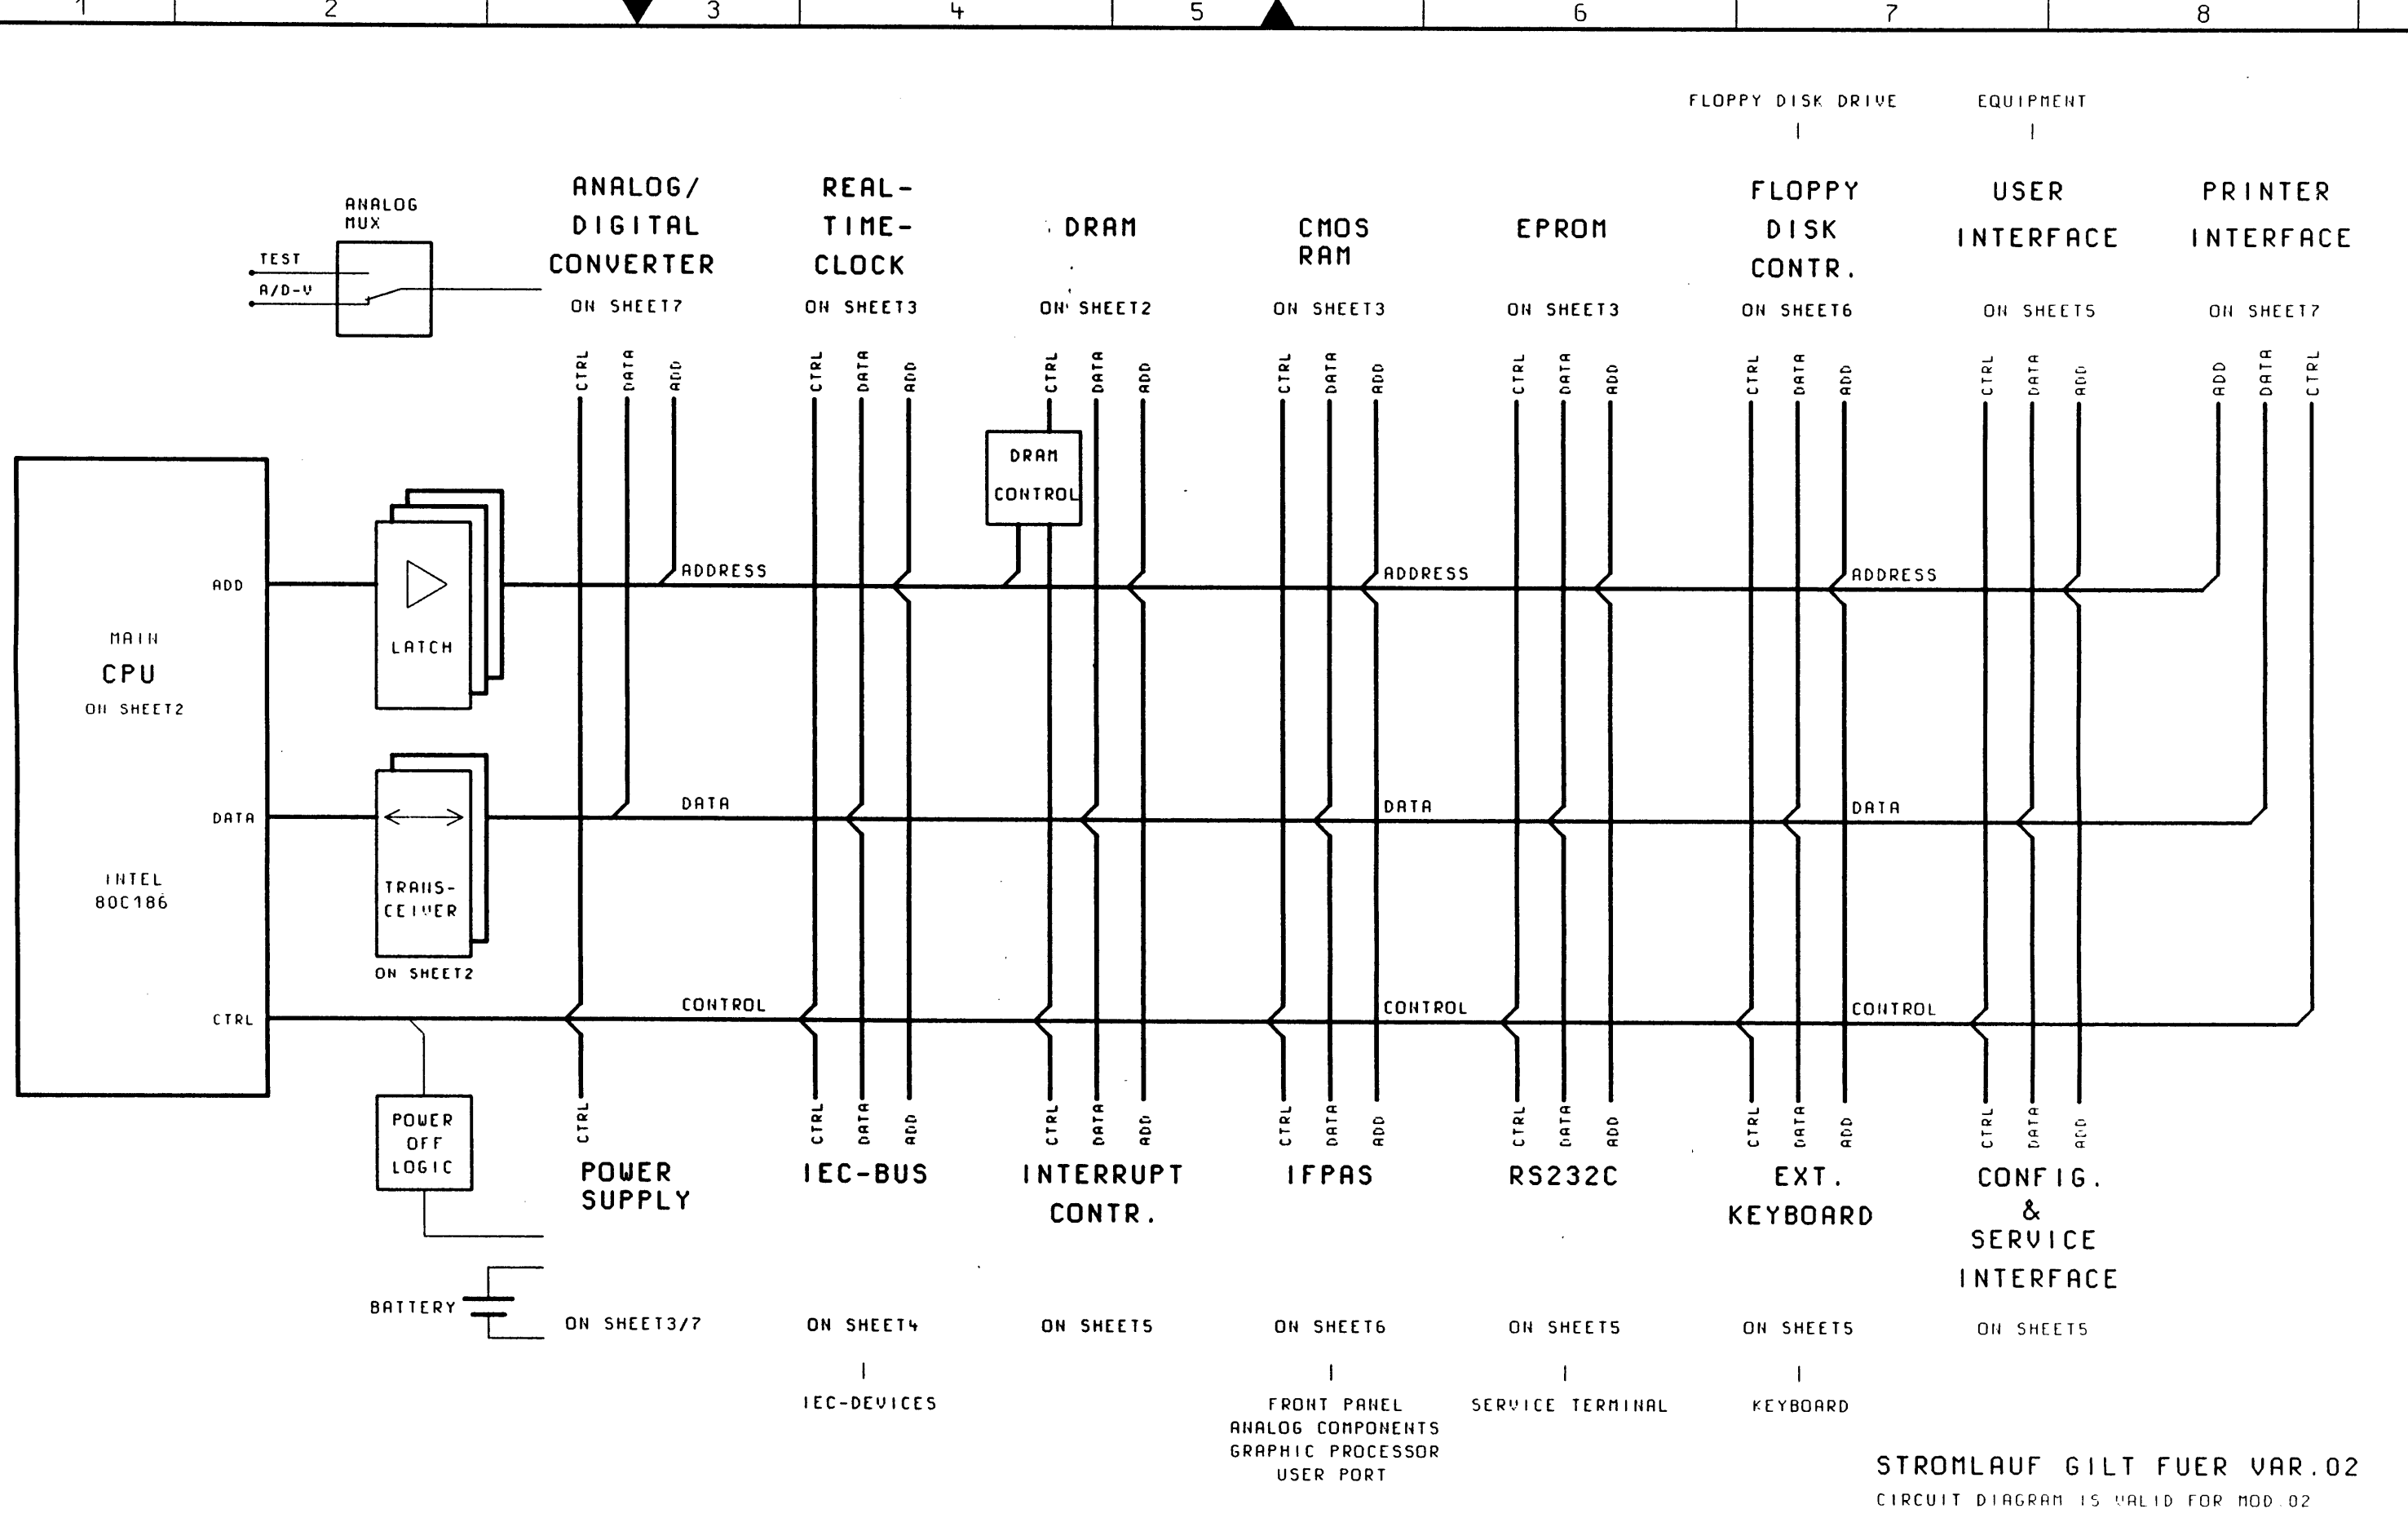 1 2 3 4 5 6 7 8
FLOPPY DISK DRIVE EQUIPMENT
ANALOG
MUX
TEST
A/D-V
ANALOG/
DIGITAL
CONVERTER
ON SHEET7
REAL-
TIME-
CLOCK
ON SHEET3
DRAM
ON SHEET2
CMOS
RAM
ON SHEET3
EPROM
ON SHEET3
FLOPPY
DISK
CONTR.
ON SHEET6
USER
INTERFACE
ON SHEET5
PRINTER
INTERFACE
ON SHEET7
CTRL DATA ADD CTRL DATA ADD CTRL DATA ADD CTRL DATA ADD CTRL DATA ADD CTRL DATA ADD CTRL DATA ADD ADD DATA CTRL
DRAM
CONTROL
ADD
ADDRESS ADDRESS ADDRESS
MAIN
CPU
ON SHEET2
LATCH
DATA
DATA DATA DATA
INTEL
80C186
TRANS-
CEIVER
ON SHEET2
CTRL
CONTROL CONTROL CONTROL
POWER
OFF
LOGIC
BATTERY
CTRL CTRL DATA ADD CTRL DATA ADD CTRL DATA ADD CTRL DATA ADD CTRL DATA ADD CTRL DATA ADD
POWER
SUPPLY
ON SHEET3/7
IEC-BUS
ON SHEET4
IEC-DEVICES
INTERRUPT
CONTR.
ON SHEET5
IFPAS
ON SHEET6
FRONT PANEL
ANALOG COMPONENTS
GRAPHIC PROCESSOR
USER PORT
RS232C
ON SHEET5
SERVICE TERMINAL
EXT.
KEYBOARD
ON SHEET5
KEYBOARD
CONFIG.
&
SERVICE
INTERFACE
ON SHEET5
STROMLAUF GILT FUER VAR.02
CIRCUIT DIAGRAM IS VALID FOR MOD.02